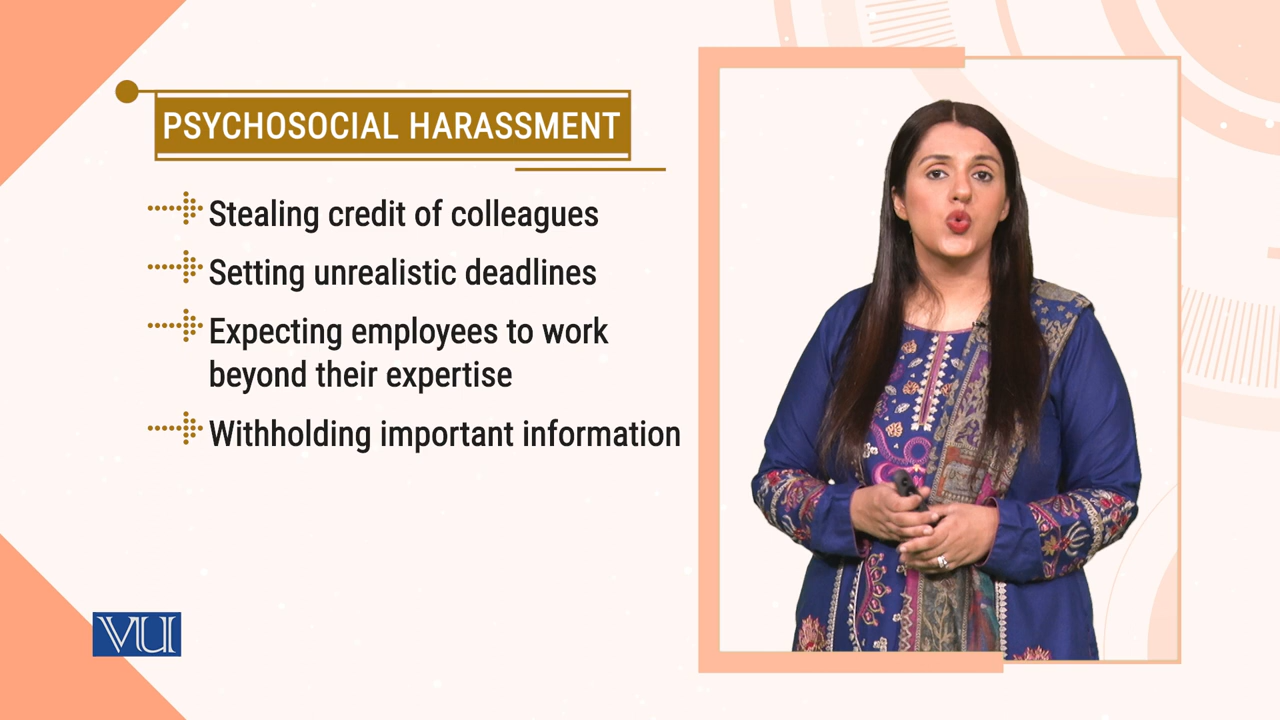 PSYCHOSOCIAL HARASSMENT
Stealing credit of colleagues
Setting unrealistic deadlines
Expecting employees to work
beyond their expertise
Withholding important information
VU